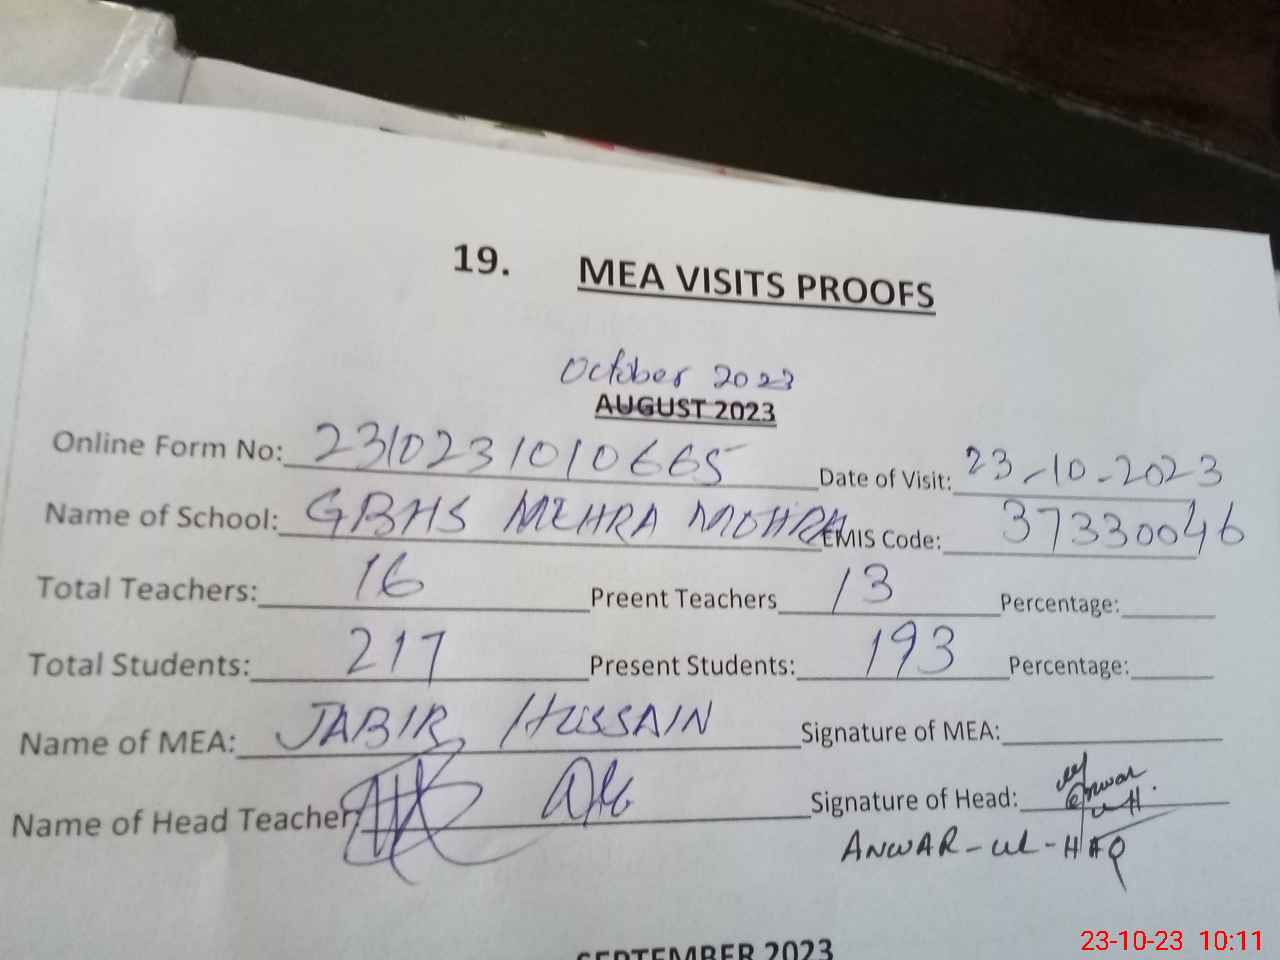 19. MEA VISITS PROOFS
October 2023
AUGUST 2023
Online Form No: 2310231010665 Date of Visit: 23-10-2023
Name of School: GBHS MEHRA MOHRA EMIS Code: 37330046
Total Teachers: 16 Preent Teachers 13 Percentage:
Total Students: 217 Present Students: 193 Percentage:
Name of MEA: JABIR HUSSAIN Signature of MEA:
Name of Head Teacher Signature of Head: Anwar
ANWAR-ul-HAQ
SEPTEMBER 2023
23-10-23 10:11